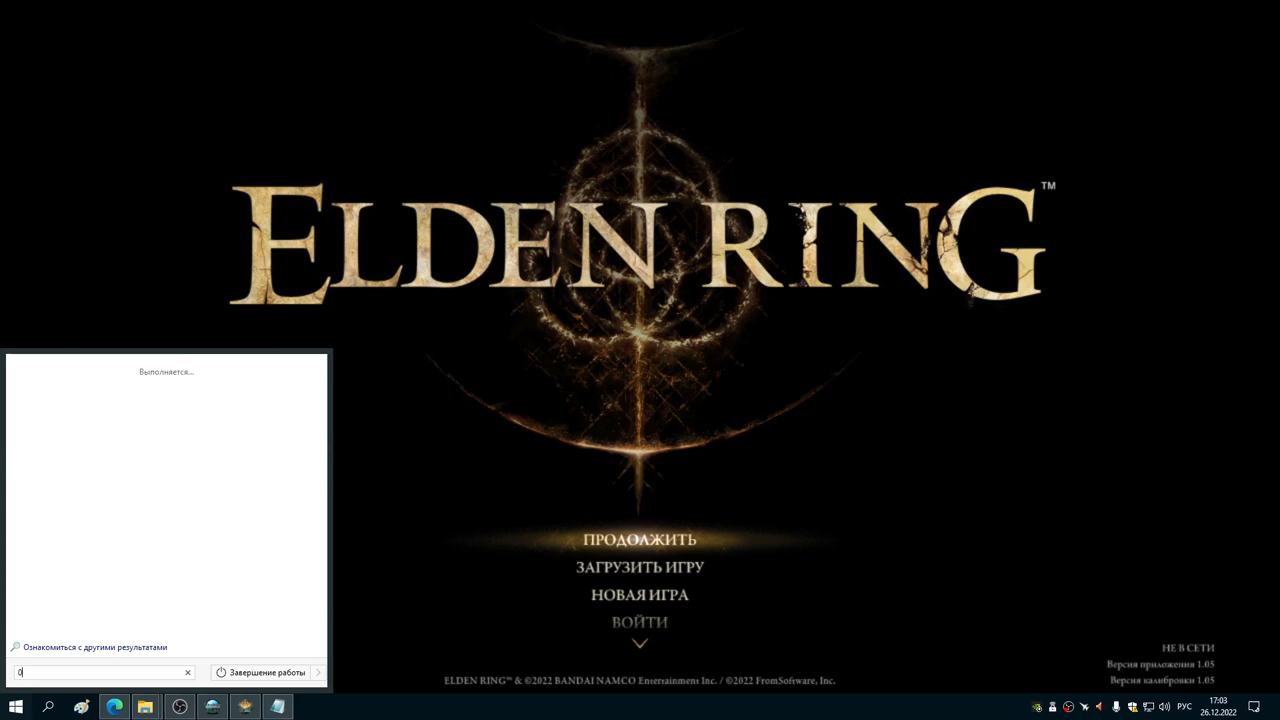 ELDEN RING™
Выполняется...
ПРОДОЛЖИТЬ
ЗАГРУЗИТЬ ИГРУ
НОВАЯ ИГРА
ВОЙТИ
Ознакомиться с другими результатами
0
Завершение работы
НЕ В СЕТИ
Версия приложения 1.05
Версия калибровки 1.05
ELDEN RING™ & ©2022 BANDAI NAMCO Entertainment Inc. / ©2022 FromSoftware, Inc.
РУС
17:03
26.12.2022